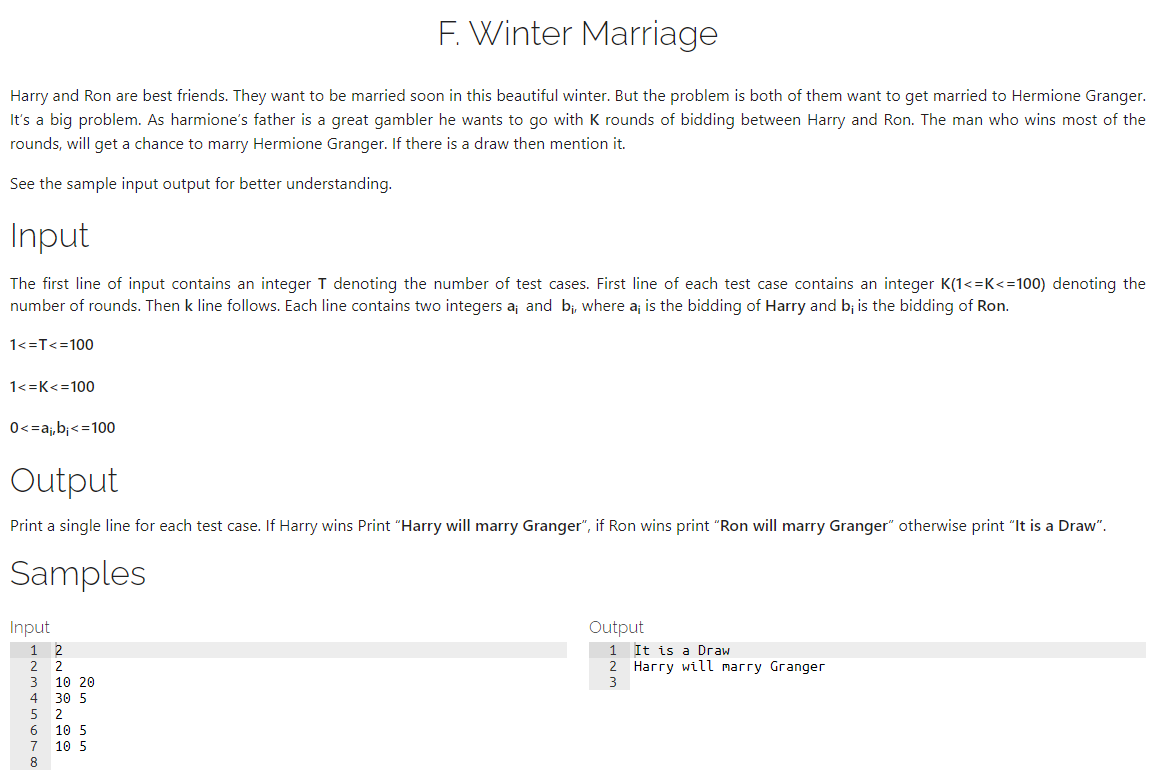 F. Winter Marriage
Harry and Ron are best friends. They want to be married soon in this beautiful winter. But the problem is both of them want to get married to Hermione Granger.
It's a big problem. As harmione's father is a great gambler he wants to go with K rounds of bidding between Harry and Ron. The man who wins most of the
rounds, will get a chance to marry Hermione Granger. If there is a draw then mention it.
See the sample input output for better understanding.
Input
The first line of input contains an integer T denoting the number of test cases. First line of each test case contains an integer K(1<=K<=100) denoting the
number of rounds. Then k line follows. Each line contains two integers ai and bi, where ai is the bidding of Harry and bi is the bidding of Ron.
1<=T<=100
1<=K<=100
0<=ai,bi<=100
Output
Print a single line for each test case. If Harry wins Print “Harry will marry Granger”, if Ron wins print “Ron will marry Granger” otherwise print “It is a Draw”.
Samples
Input
1 2
2 2
3 10 20
4 30 5
5 2
6 10 5
7 10 5
8
Output
1 It is a Draw
2 Harry will marry Granger
3